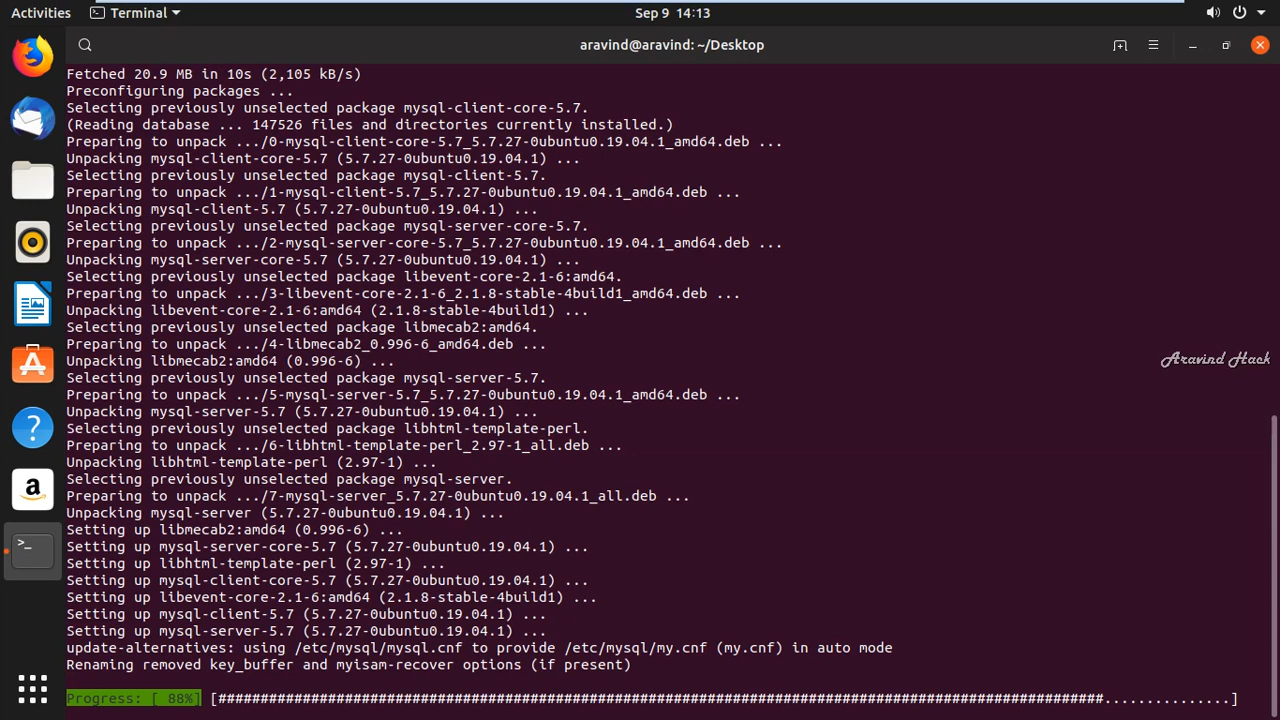 Activities
Terminal
Sep 9 14:13
aravind@aravind: ~/Desktop
Fetched 20.9 MB in 10s (2,105 kB/s)
Preconfiguring packages ...
Selecting previously unselected package mysql-client-core-5.7.
(Reading database ... 147526 files and directories currently installed.)
Preparing to unpack .../0-mysql-client-core-5.7_5.7.27-0ubuntu0.19.04.1_amd64.deb ...
Unpacking mysql-client-core-5.7 (5.7.27-0ubuntu0.19.04.1) ...
Selecting previously unselected package mysql-client-5.7.
Preparing to unpack .../1-mysql-client-5.7_5.7.27-0ubuntu0.19.04.1_amd64.deb ...
Unpacking mysql-client-5.7 (5.7.27-0ubuntu0.19.04.1) ...
Selecting previously unselected package mysql-server-core-5.7.
Preparing to unpack .../2-mysql-server-core-5.7_5.7.27-0ubuntu0.19.04.1_amd64.deb ...
Unpacking mysql-server-core-5.7 (5.7.27-0ubuntu0.19.04.1) ...
Selecting previously unselected package libevent-core-2.1-6:amd64.
Preparing to unpack .../3-libevent-core-2.1-6_2.1.8-stable-4build1_amd64.deb ...
Unpacking libevent-core-2.1-6:amd64 (2.1.8-stable-4build1) ...
Selecting previously unselected package libmecab2:amd64.
Preparing to unpack .../4-libmecab2_0.996-6_amd64.deb ...
Unpacking libmecab2:amd64 (0.996-6) ...
Aravind Hack
Selecting previously unselected package mysql-server-5.7.
Preparing to unpack .../5-mysql-server-5.7_5.7.27-0ubuntu0.19.04.1_amd64.deb ...
Unpacking mysql-server-5.7 (5.7.27-0ubuntu0.19.04.1) ...
Selecting previously unselected package libhtml-template-perl.
Preparing to unpack .../6-libhtml-template-perl_2.97-1_all.deb ...
Unpacking libhtml-template-perl (2.97-1) ...
Selecting previously unselected package mysql-server.
Preparing to unpack .../7-mysql-server_5.7.27-0ubuntu0.19.04.1_all.deb ...
Unpacking mysql-server (5.7.27-0ubuntu0.19.04.1) ...
Setting up libmecab2:amd64 (0.996-6) ...
Setting up mysql-server-core-5.7 (5.7.27-0ubuntu0.19.04.1) ...
Setting up libhtml-template-perl (2.97-1) ...
Setting up mysql-client-core-5.7 (5.7.27-0ubuntu0.19.04.1) ...
Setting up libevent-core-2.1-6:amd64 (2.1.8-stable-4build1) ...
Setting up mysql-client-5.7 (5.7.27-0ubuntu0.19.04.1) ...
Setting up mysql-server-5.7 (5.7.27-0ubuntu0.19.04.1) ...
update-alternatives: using /etc/mysql/mysql.cnf to provide /etc/mysql/my.cnf (my.cnf) in auto mode
Renaming removed key_buffer and myisam-recover options (if present)
Progress: [ 88%] [#########################################################################################################...............]